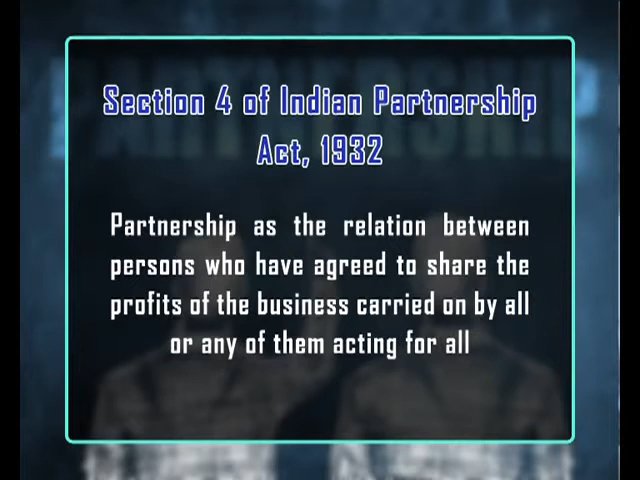 PARTNERSHIP
Section 4 of Indian Partnership
Act, 1932
Partnership as the relation between
persons who have agreed to share the
profits of the business carried on by all
or any of them acting for all